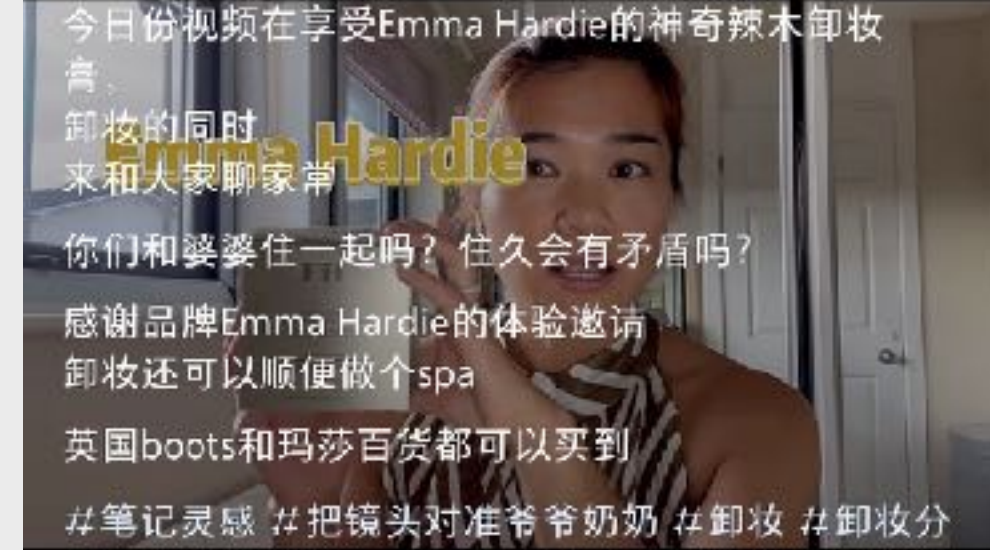 今日份视频在享受Emma Hardie的神奇辣木卸妆
膏、
卸妆的同时
Emma Hardie
来和大家聊家常
你们和婆婆住一起吗？住久会有矛盾吗？
感谢品牌Emma Hardie的体验邀请
卸妆还可以顺便做个spa
英国boots和玛莎百货都可以买到
#笔记灵感 #把镜头对准爷爷奶奶 #卸妆 #卸妆分